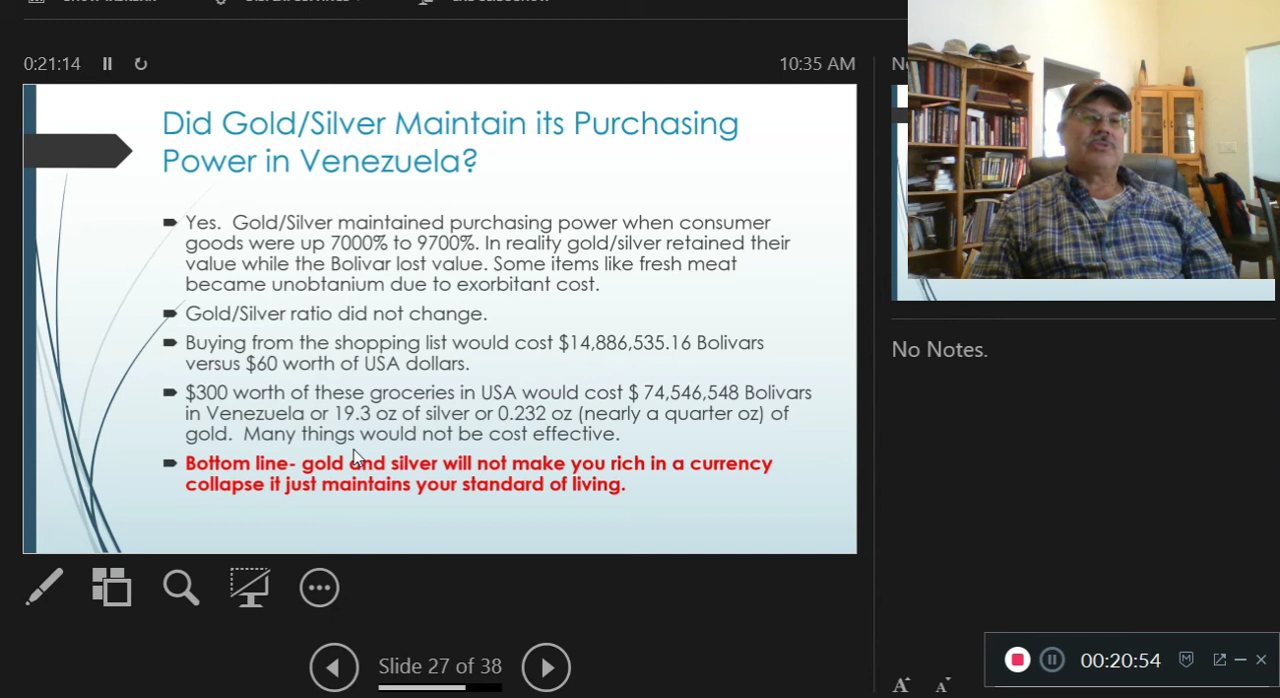 0:21:14
10:35 AM
Did Gold/Silver Maintain its Purchasing
Power in Venezuela?
Yes. Gold/Silver maintained purchasing power when consumer
goods were up 7000% to 9700%. In reality gold/silver retained their
value while the Bolivar lost value. Some items like fresh meat
became unobtanium due to exorbitant cost.
Gold/Silver ratio did not change.
Buying from the shopping list would cost $14,886,535.16 Bolivars
versus $60 worth of USA dollars.
$300 worth of these groceries in USA would cost $ 74,546,548 Bolivars
in Venezuela or 19.3 oz of silver or 0.232 oz (nearly a quarter oz) of
gold. Many things would not be cost effective.
Bottom line- gold and silver will not make you rich in a currency
collapse it just maintains your standard of living.
No Notes.
Slide 27 of 38
00:20:54
A A